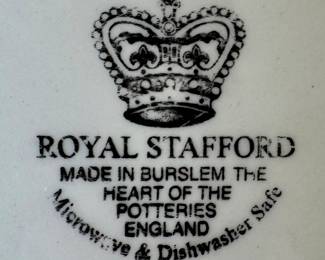 ROYAL STAFFORD
MADE IN BURSLEM THE
HEART OF THE
POTTERIES
ENGLAND
Microwave & Dishwasher Safe